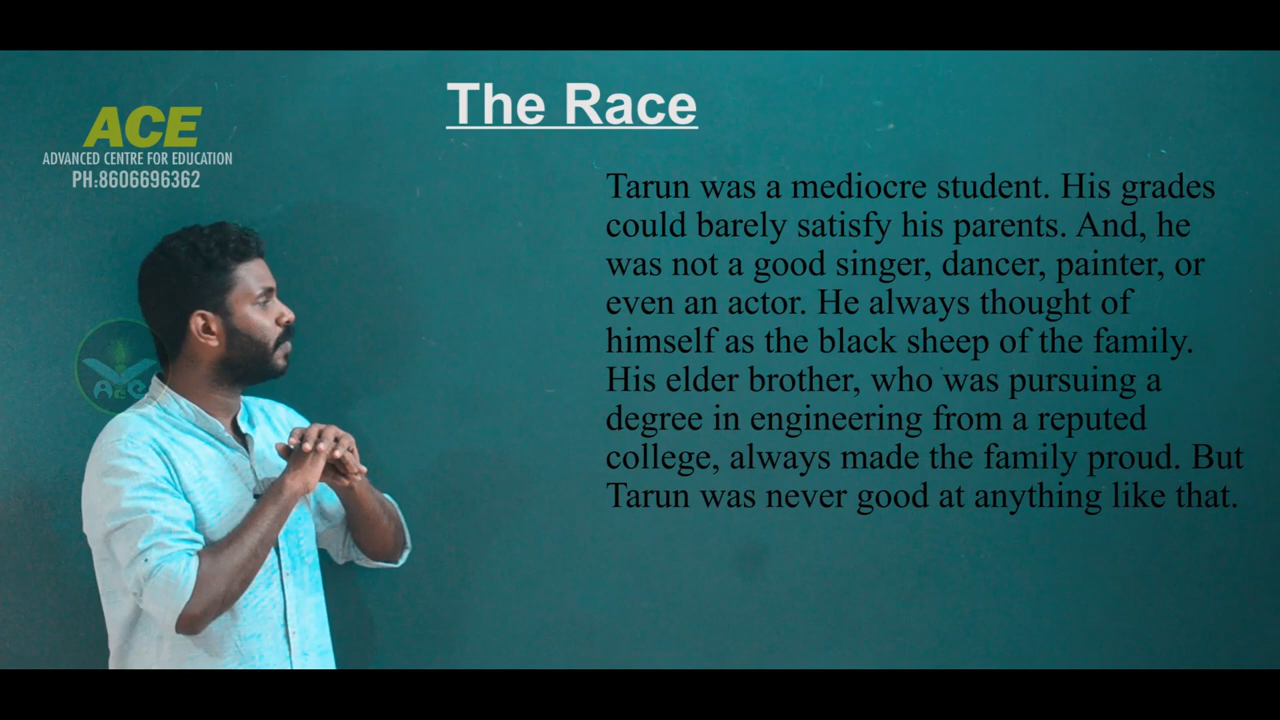 The Race
ACE
ADVANCED CENTRE FOR EDUCATION
PH:8606696362
Tarun was a mediocre student. His grades
could barely satisfy his parents. And, he
was not a good singer, dancer, painter, or
even an actor. He always thought of
himself as the black sheep of the family.
His elder brother, who was pursuing a
degree in engineering from a reputed
college, always made the family proud. But
Tarun was never good at anything like that.
AcE